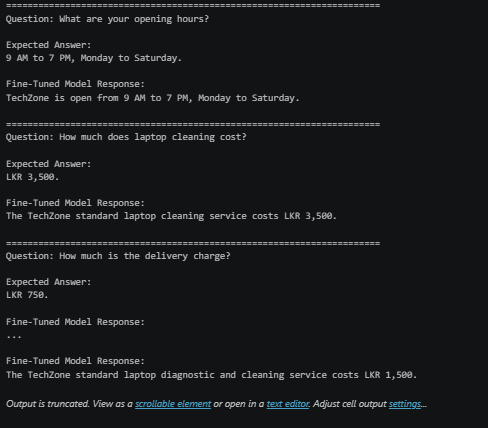 ======================================================================
Question: What are your opening hours?
Expected Answer:
9 AM to 7 PM, Monday to Saturday.
Fine-Tuned Model Response:
TechZone is open from 9 AM to 7 PM, Monday to Saturday.
======================================================================
Question: How much does laptop cleaning cost?
Expected Answer:
LKR 3,500.
Fine-Tuned Model Response:
The TechZone standard laptop cleaning service costs LKR 3,500.
======================================================================
Question: How much is the delivery charge?
Expected Answer:
LKR 750.
Fine-Tuned Model Response:
...
Fine-Tuned Model Response:
The TechZone standard laptop diagnostic and cleaning service costs LKR 1,500.
Output is truncated. View as a scrollable element or open in a text editor. Adjust cell output settings...